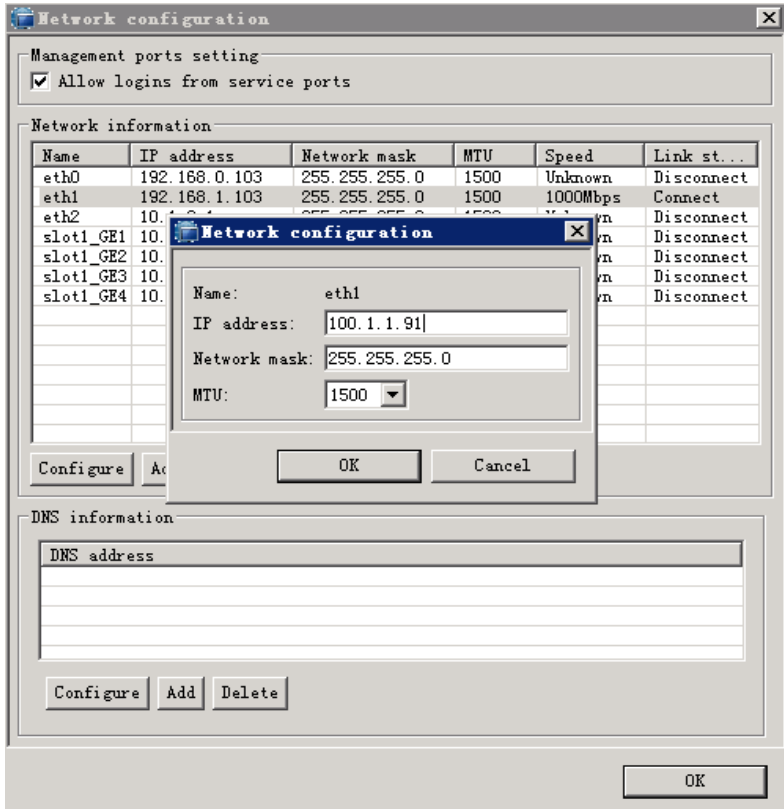 Network configuration
Management ports setting
Allow logins from service ports
Network information
Name IP address Network mask MTU Speed Link st...
eth0 192.168.0.103 255.255.255.0 1500 Unknown Disconnect
eth1 192.168.1.103 255.255.255.0 1500 1000Mbps Connect
eth2 Disconnect
slot1_GE1 10. Disconnect
slot1_GE2 10. Disconnect
slot1_GE3 10. Disconnect
slot1_GE4 10. Disconnect
Network configuration
Name: eth1
IP address: 100.1.1.91
Network mask: 255.255.255.0
MTU: 1500
OK Cancel
Configure
DNS information
DNS address
Configure Add Delete
OK